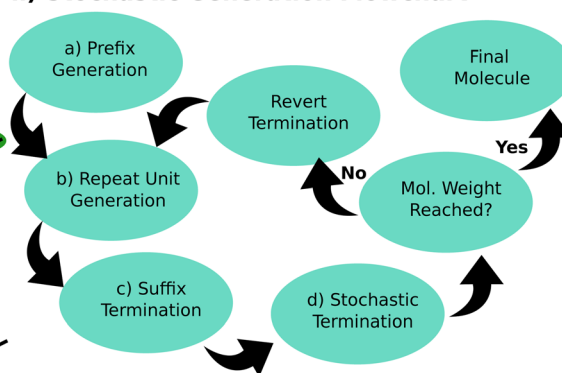 a) Prefix
Generation
Final
Molecule
Revert
Termination
b) Repeat Unit
Generation
No
Yes
Mol. Weight
Reached?
c) Suffix
Termination
d) Stochastic
Termination